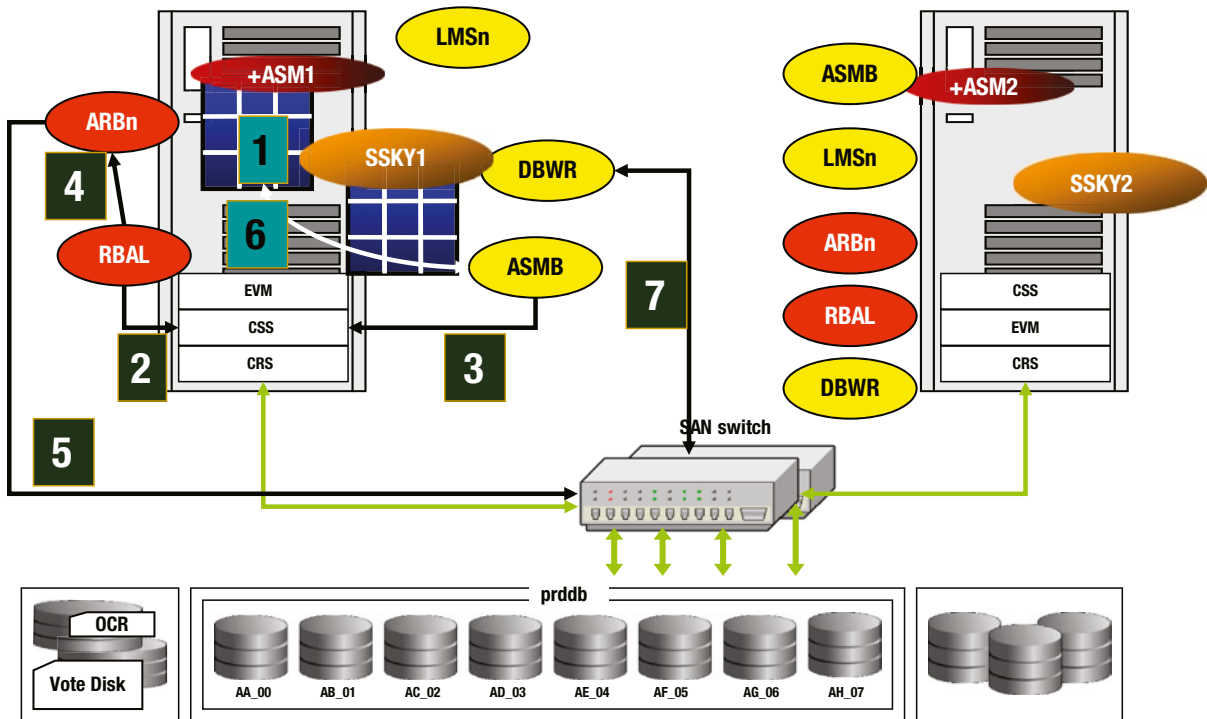 LMSn
+ASM1
ASMB
+ASM2
ARBn
1
SSKY1
DBWR
LMSn
4
SSKY2
6
RBAL
ASMB
ARBn
7
EVM
CSS
CRS
2
3
RBAL
CSS
EVM
CRS
DBWR
5
SAN switch
prddb
OCR
Vote Disk
AA_00
AB_01
AC_02
AD_03
AE_04
AF_05
AG_06
AH_07